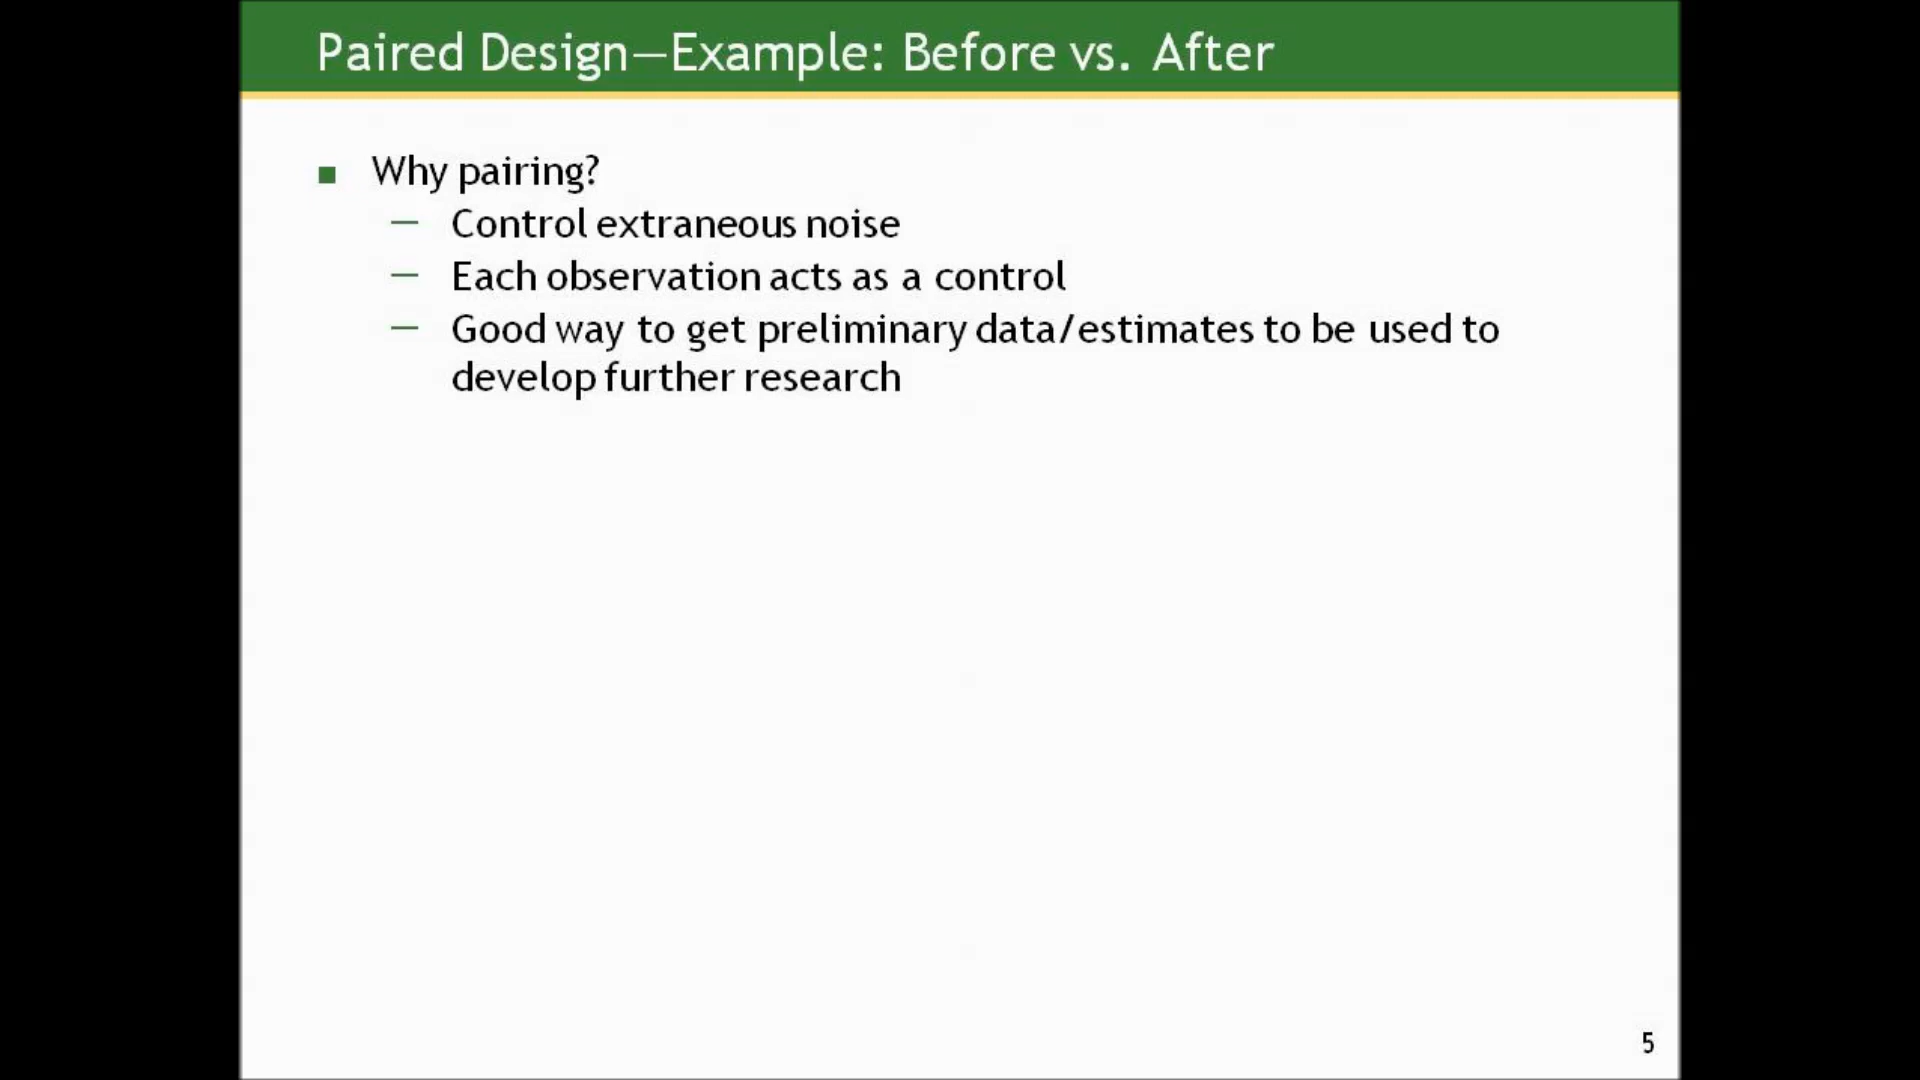 Paired Design—Example: Before vs. After
Why pairing?
— Control extraneous noise
— Each observation acts as a control
— Good way to get preliminary data/estimates to be used to
develop further research
5